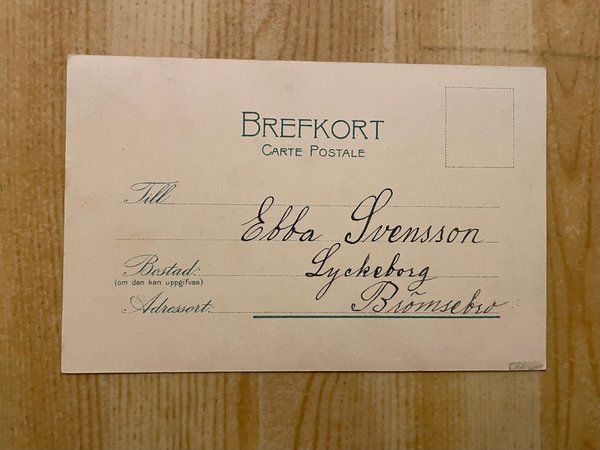 BREFKORT
CARTE POSTALE
Till
Ebba Svensson
Bostad:
(om den kan uppgifvas)
Lyckeborg
Adressort:
Brömsebro